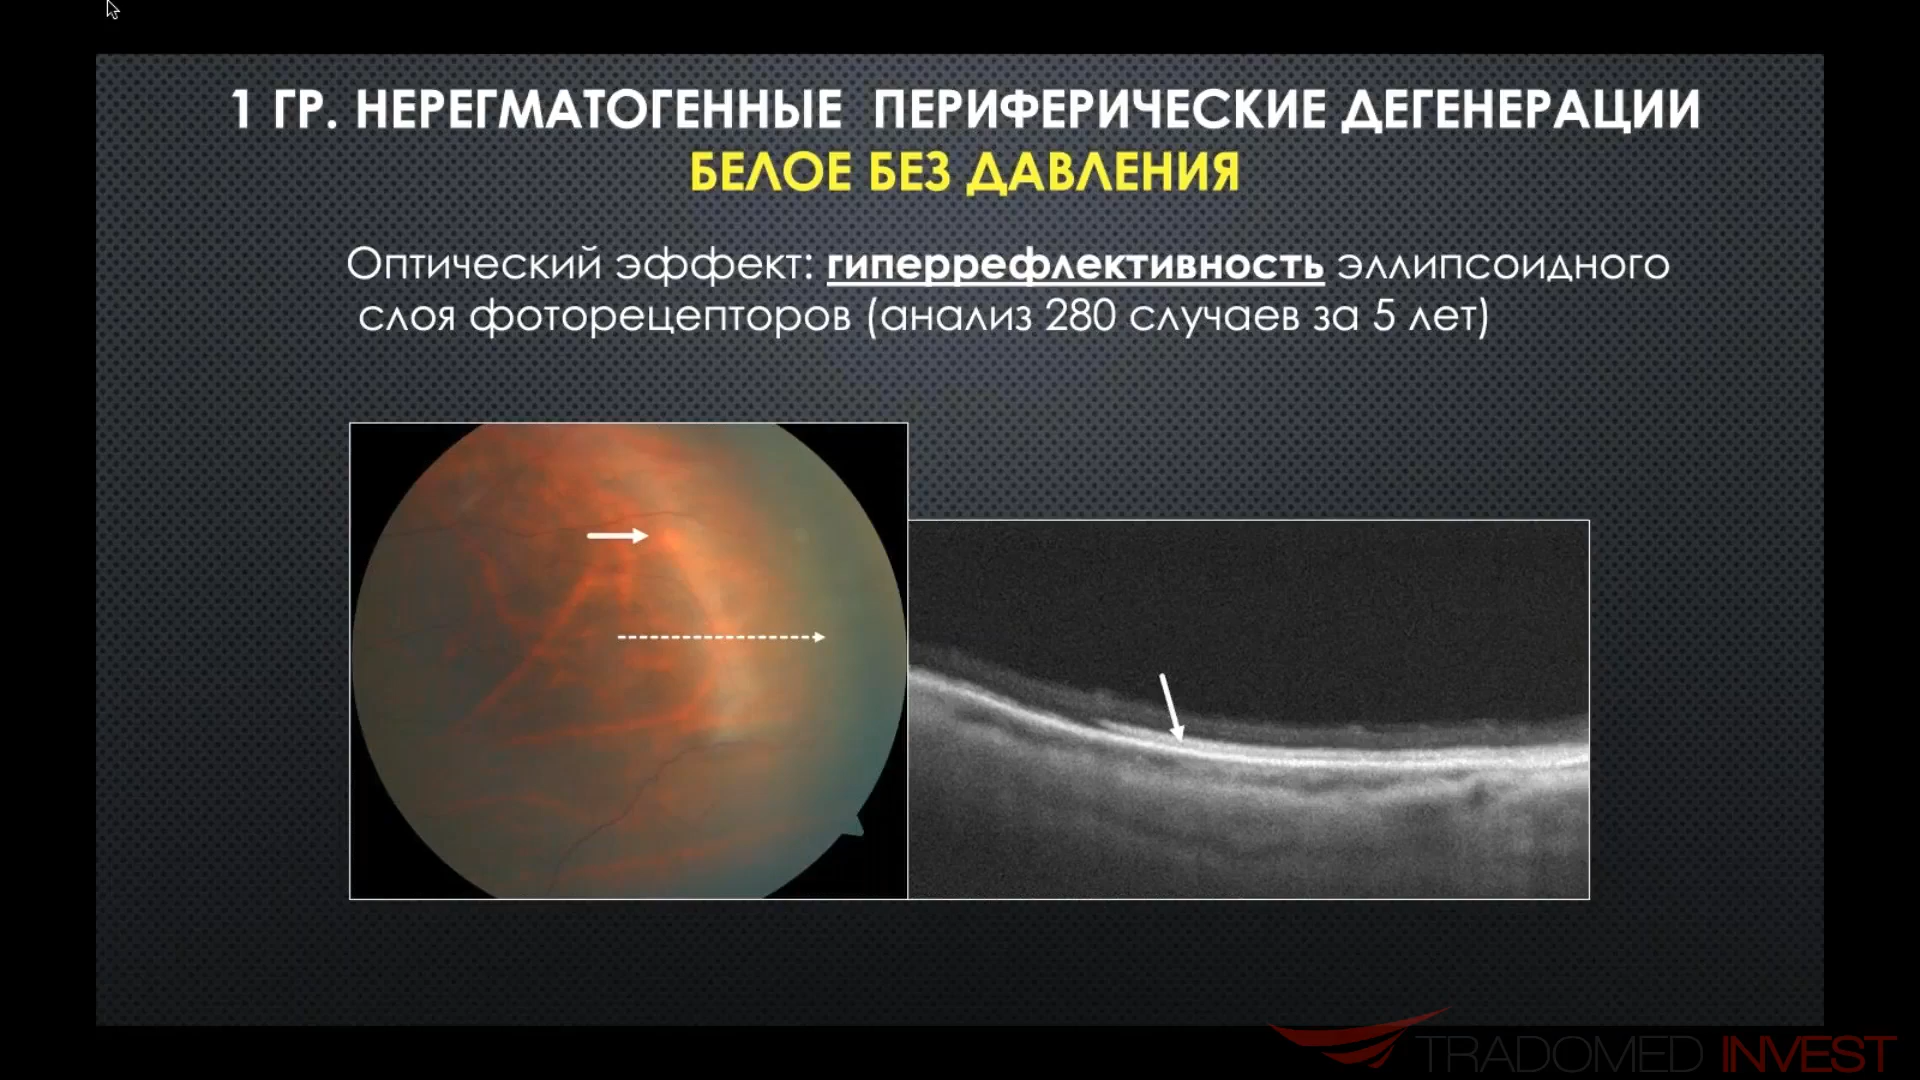 1 ГР. НЕРЕГМАТОГЕННЫЕ ПЕРИФЕРИЧЕСКИЕ ДЕГЕНЕРАЦИИ
БЕЛОЕ БЕЗ ДАВЛЕНИЯ
Оптический эффект: гиперрефлективность эллипсоидного
слоя фоторецепторов (анализ 280 случаев за 5 лет)
TRADOMED INVEST